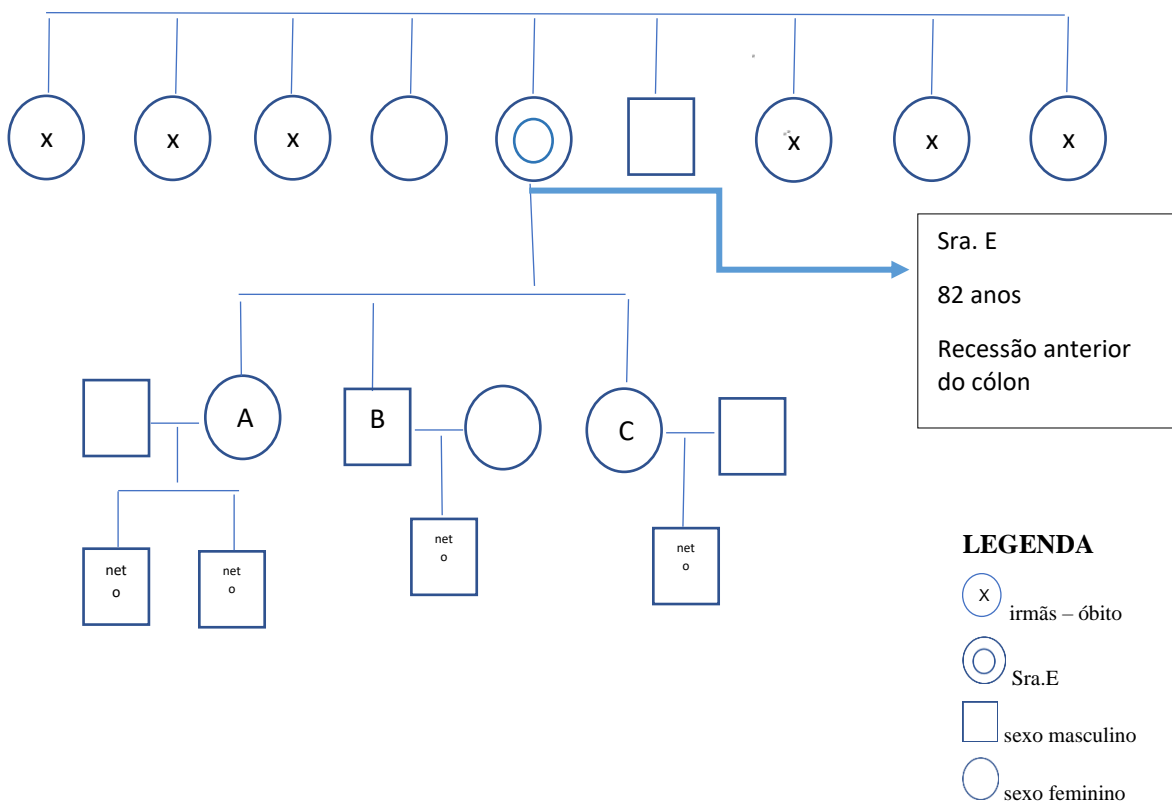 x
x
x
x
x
x
Sra. E
82 anos
Recessão anterior
do cólon
A
B
C
net
o
net
o
net
o
net
o
LEGENDA
X
irmãs – óbito
Sra.E
sexo masculino
sexo feminino